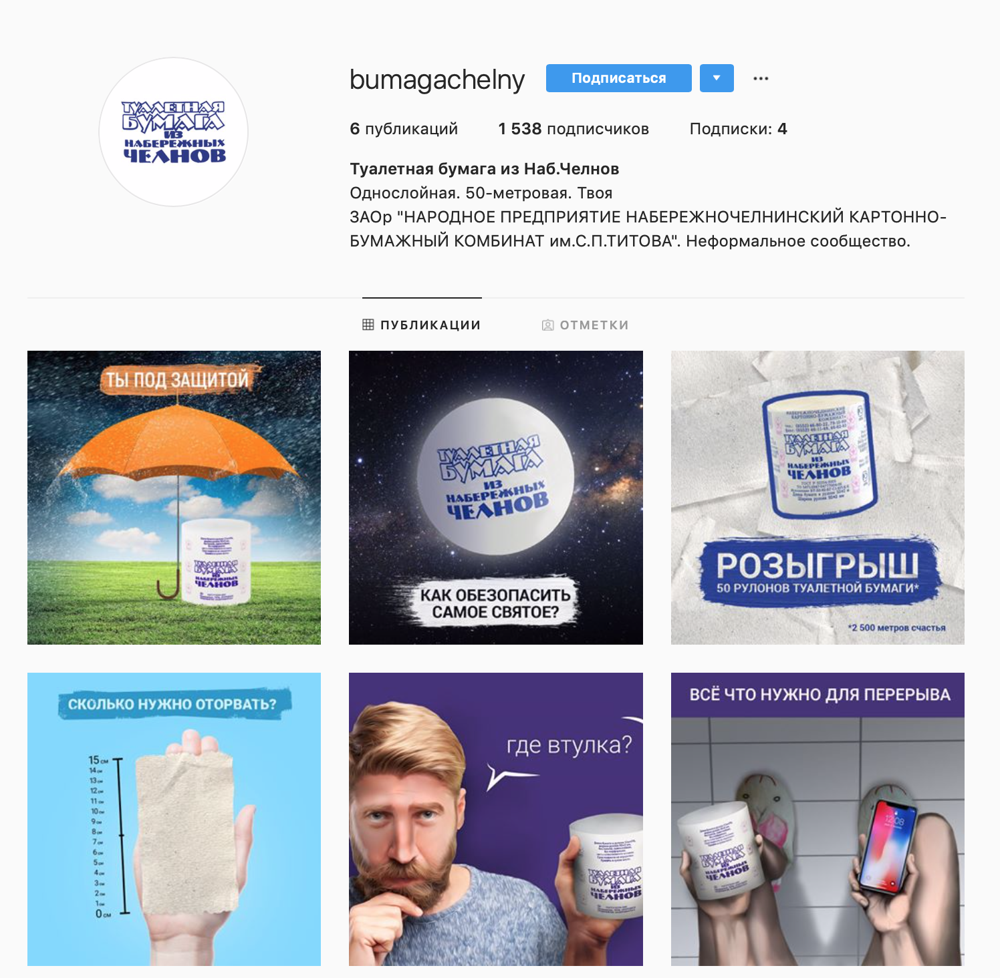 ТУАЛЕТНАЯ
БУМАГА
ИЗ
НАБЕРЕЖНЫХ
ЧЕЛНОВ
bumagachelny
Подписаться
6 публикаций
1 538 подписчиков
Подписки: 4
Туалетная бумага из Наб.Челнов
Однослойная. 50-метровая. Твоя
ЗАОр "НАРОДНОЕ ПРЕДПРИЯТИЕ НАБЕРЕЖНОЧЕЛНИНСКИЙ КАРТОННО-
БУМАЖНЫЙ КОМБИНАТ им.С.П.ТИТОВА". Неформальное сообщество.
ПУБЛИКАЦИИ
ОТМЕТКИ
ТЫ ПОД ЗАЩИТОЙ
ТУАЛЕТНАЯ
БУМАГА
ИЗ
НАБЕРЕЖНЫХ
ЧЕЛНОВ
ТУАЛЕТНАЯ
БУМАГА
ИЗ
НАБЕРЕЖНЫХ
ЧЕЛНОВ
КАК ОБЕЗОПАСИТЬ
САМОЕ СВЯТОЕ?
НАБЕРЕЖНОЧЕЛНИНСКИЙ
КАРТОННО-БУМАЖНЫЙ
КОМБИНАТ
ТУАЛЕТНАЯ
БУМАГА
ИЗ
НАБЕРЕЖНЫХ
ЧЕЛНОВ
РОЗЫГРЫШ
50 РУЛОНОВ ТУАЛЕТНОЙ БУМАГИ*
*2 500 метров счастья
СКОЛЬКО НУЖНО ОТОРВАТЬ?
15 см
14 см
13 см
12 см
11 см
10 см
9 см
8 см
7 см
6 см
5 см
4 см
3 см
2 см
1 см
0 см
где втулка?
ТУАЛЕТНАЯ
БУМАГА
ИЗ
НАБЕРЕЖНЫХ
ЧЕЛНОВ
ВСЁ ЧТО НУЖНО ДЛЯ ПЕРЕРЫВА
12:08
ТУАЛЕТНАЯ
БУМАГА
ИЗ
НАБЕРЕЖНЫХ
ЧЕЛНОВ